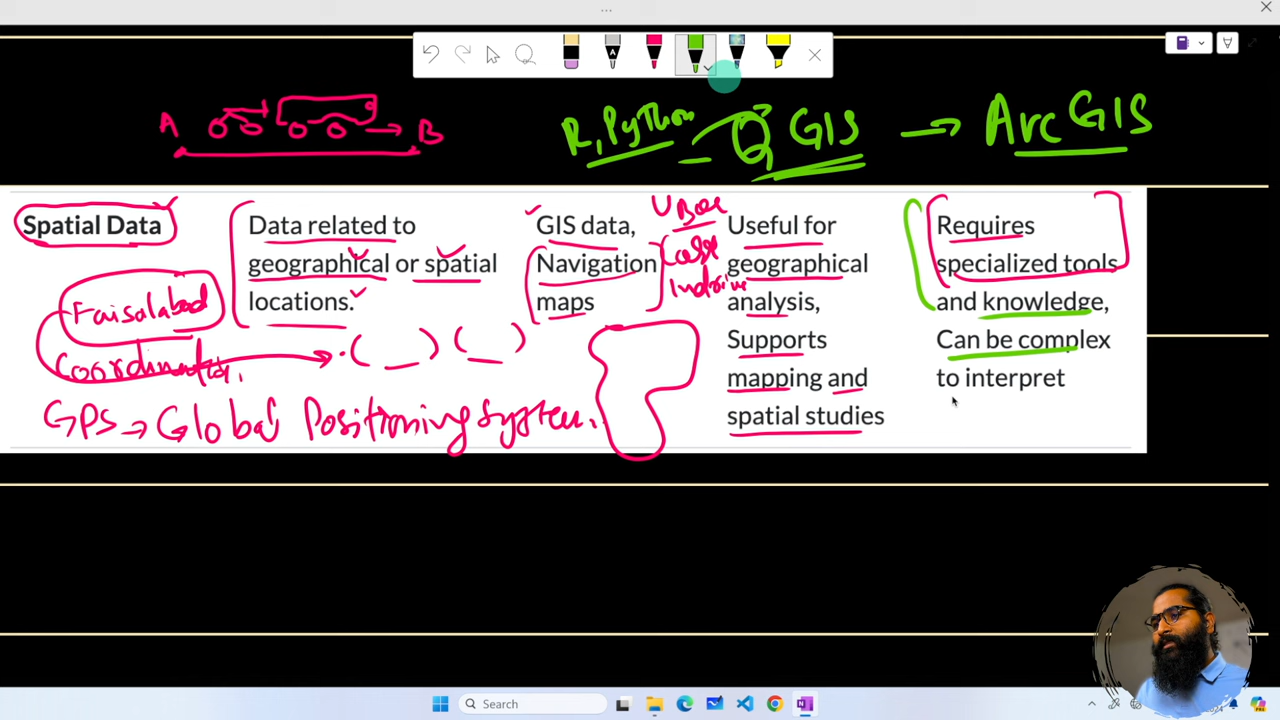 A B
R, Python QGIS → ArcGIS
Spatial Data
Data related to
geographical or spatial
locations.
GIS data,
Navigation
maps
Useful for
geographical
analysis,
Supports
mapping and
spatial studies
Requires
specialized tools
and knowledge,
Can be complex
to interpret
Faisalabad
Coordinates.
GPS → Global Positioning System.
Search